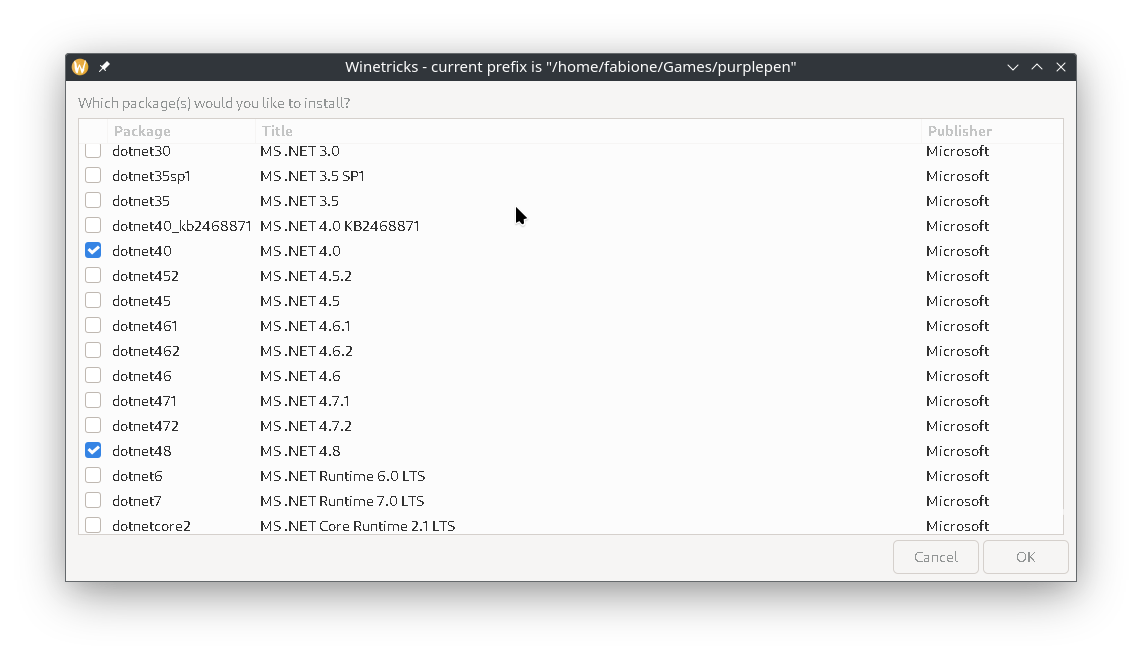 Winetricks - current prefix is "/home/fabione/Games/purplepen"
Which package(s) would you like to install?
Package Title Publisher
dotnet30 MS .NET 3.0 Microsoft
dotnet35sp1 MS .NET 3.5 SP1 Microsoft
dotnet35 MS .NET 3.5 Microsoft
dotnet40_kb2468871 MS .NET 4.0 KB2468871 Microsoft
dotnet40 MS .NET 4.0 Microsoft
dotnet452 MS .NET 4.5.2 Microsoft
dotnet45 MS .NET 4.5 Microsoft
dotnet461 MS .NET 4.6.1 Microsoft
dotnet462 MS .NET 4.6.2 Microsoft
dotnet46 MS .NET 4.6 Microsoft
dotnet471 MS .NET 4.7.1 Microsoft
dotnet472 MS .NET 4.7.2 Microsoft
dotnet48 MS .NET 4.8 Microsoft
dotnet6 MS .NET Runtime 6.0 LTS Microsoft
dotnet7 MS .NET Runtime 7.0 LTS Microsoft
dotnetcore2 MS .NET Core Runtime 2.1 LTS Microsoft
Cancel OK